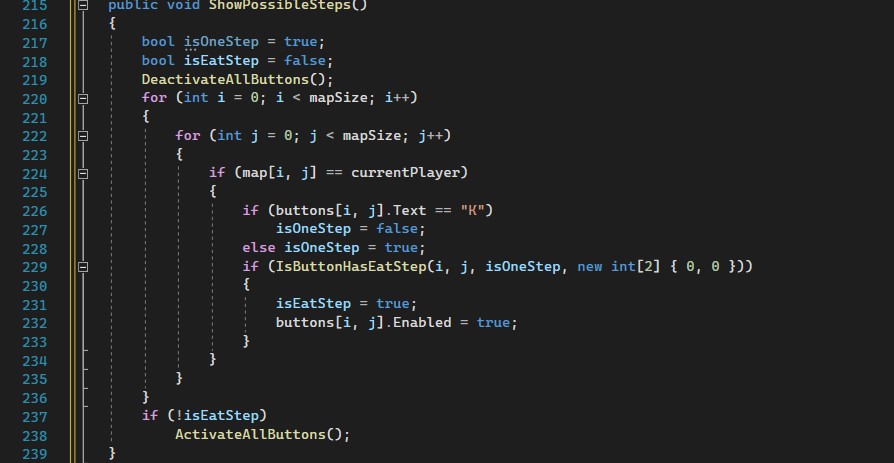 215 public void ShowPossibleSteps()
216 {
217 bool isOneStep = true;
218 bool isEatStep = false;
219 DeactivateAllButtons();
220 for (int i = 0; i < mapSize; i++)
221 {
222 for (int j = 0; j < mapSize; j++)
223 {
224 if (map[i, j] == currentPlayer)
225 {
226 if (buttons[i, j].Text == "K")
227 isOneStep = false;
228 else isOneStep = true;
229 if (IsButtonHasEatStep(i, j, isOneStep, new int[2] { 0, 0 }))
230 {
231 isEatStep = true;
232 buttons[i, j].Enabled = true;
233 }
234 }
235 }
236 }
237 if (!isEatStep)
238 ActivateAllButtons();
239 }